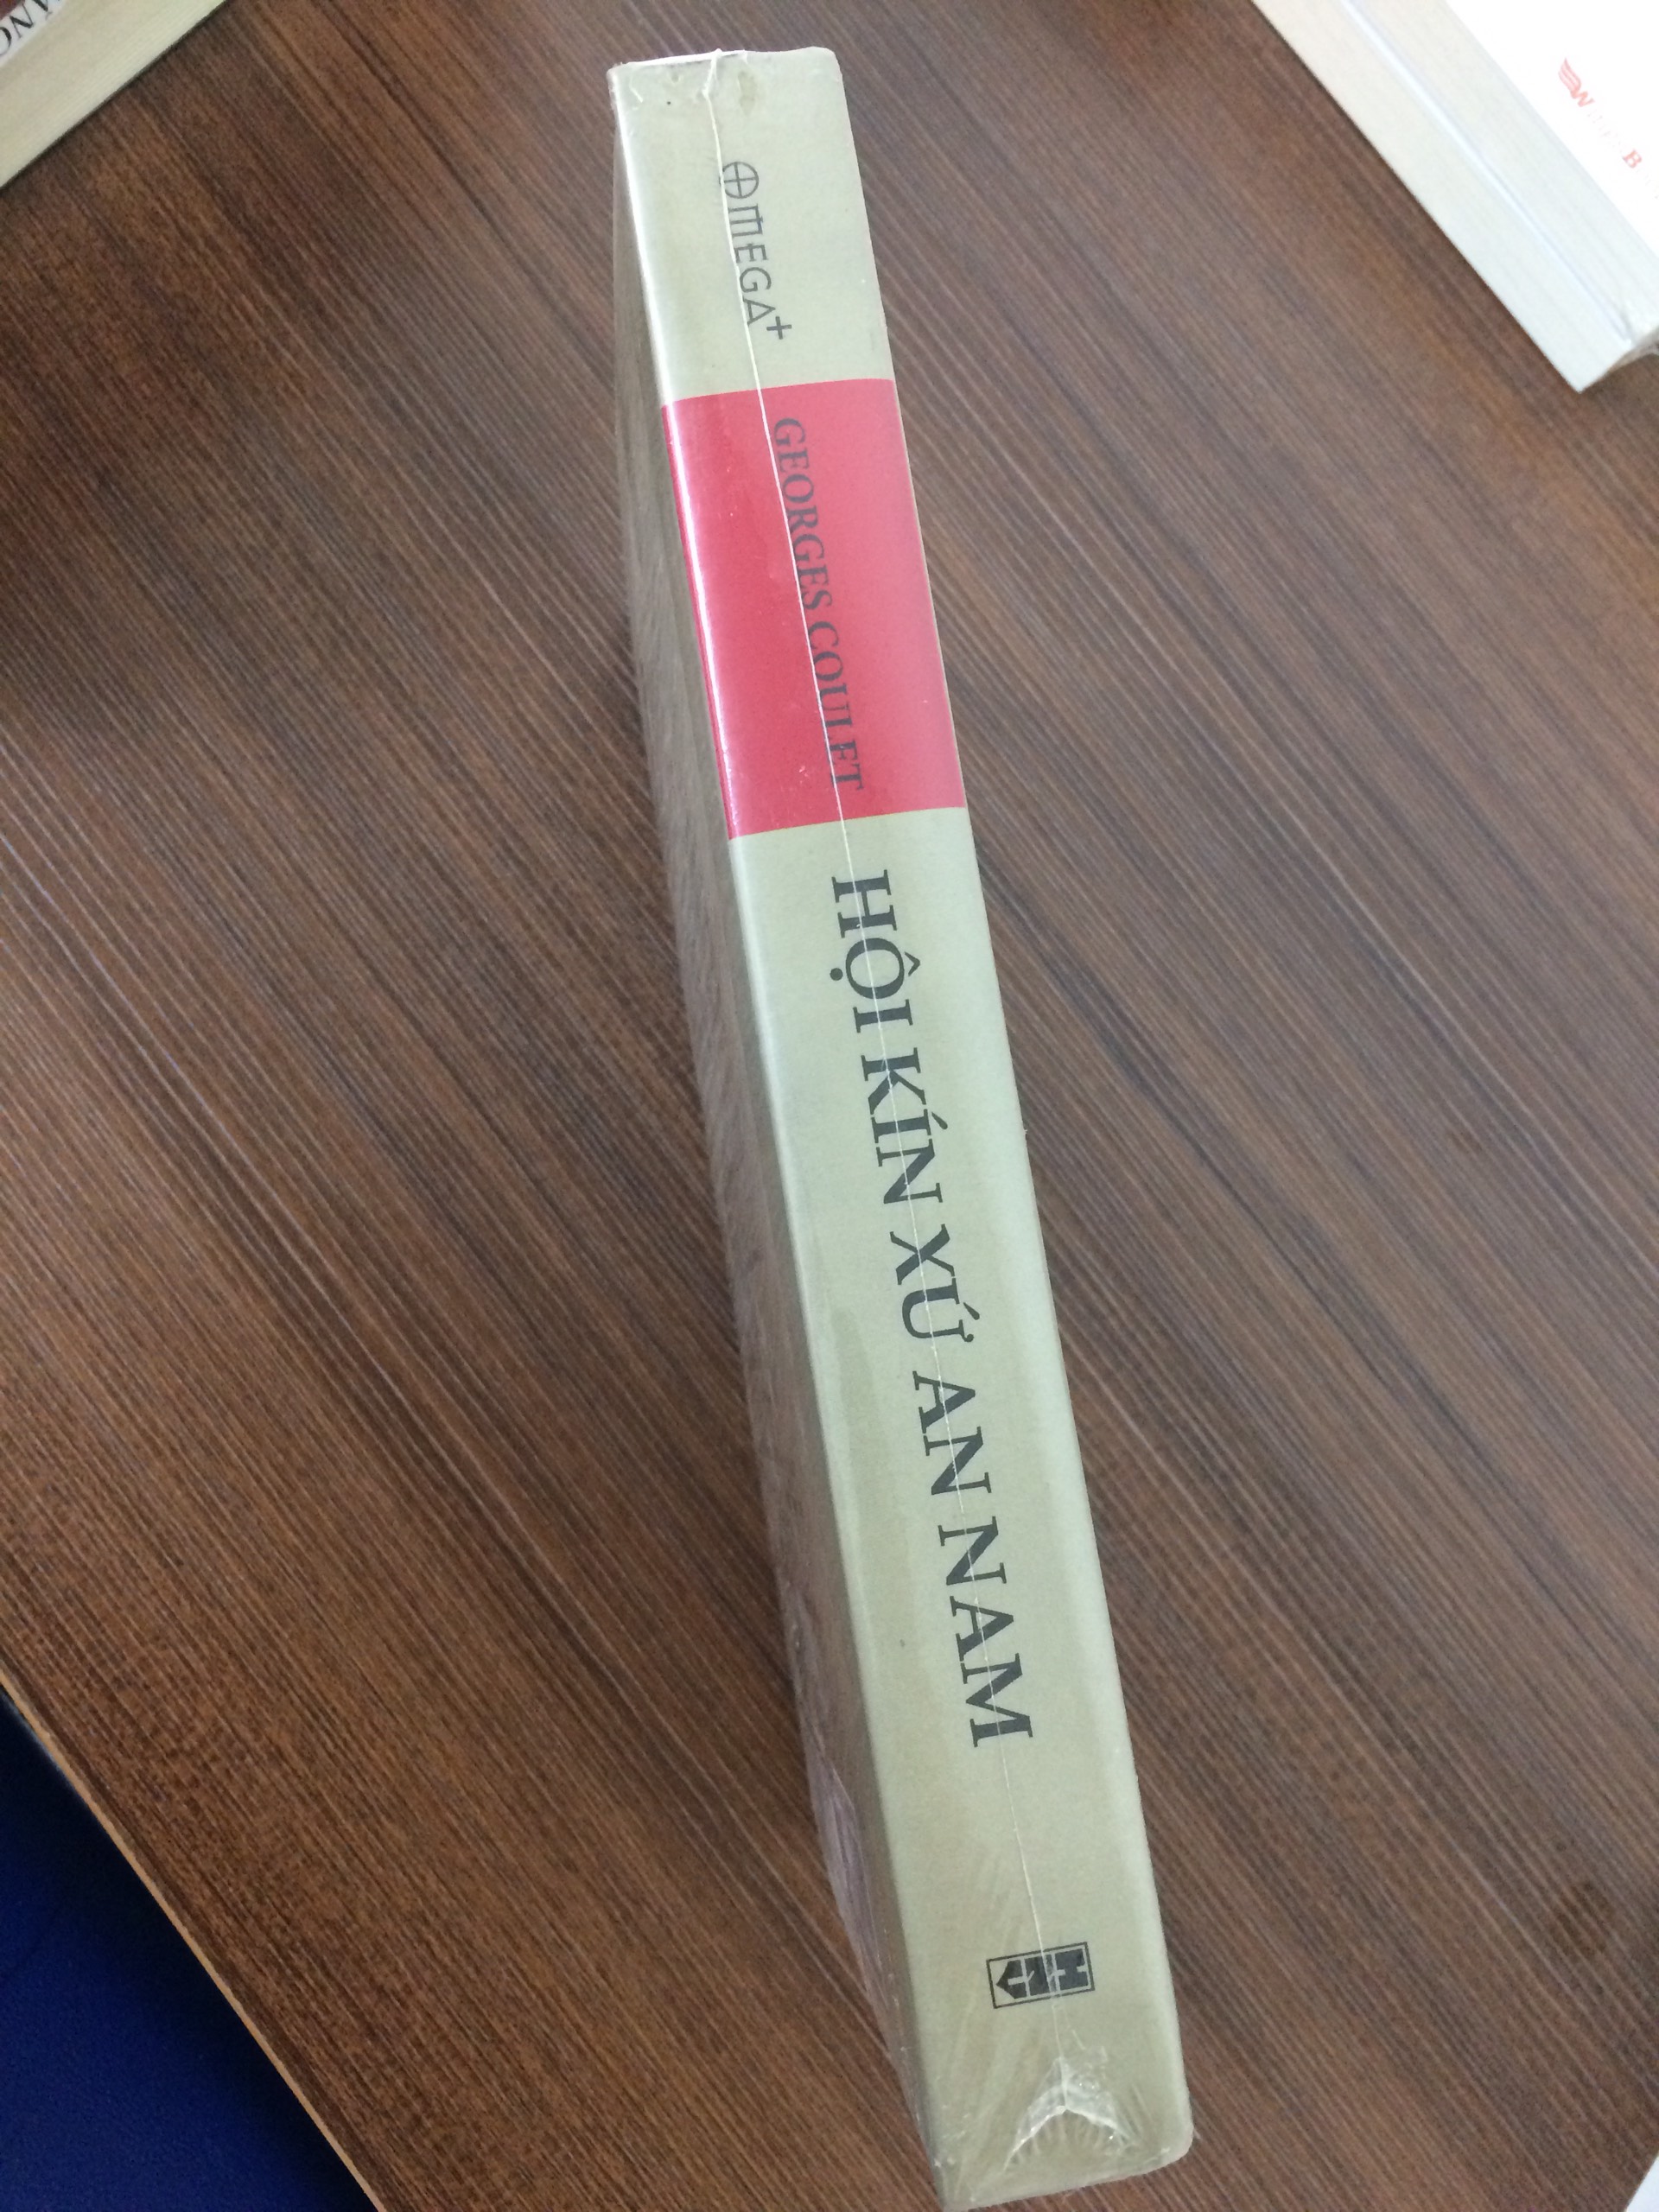 OMEGA+
GEORGES COULET
HỘI KÍN XỨ AN NAM